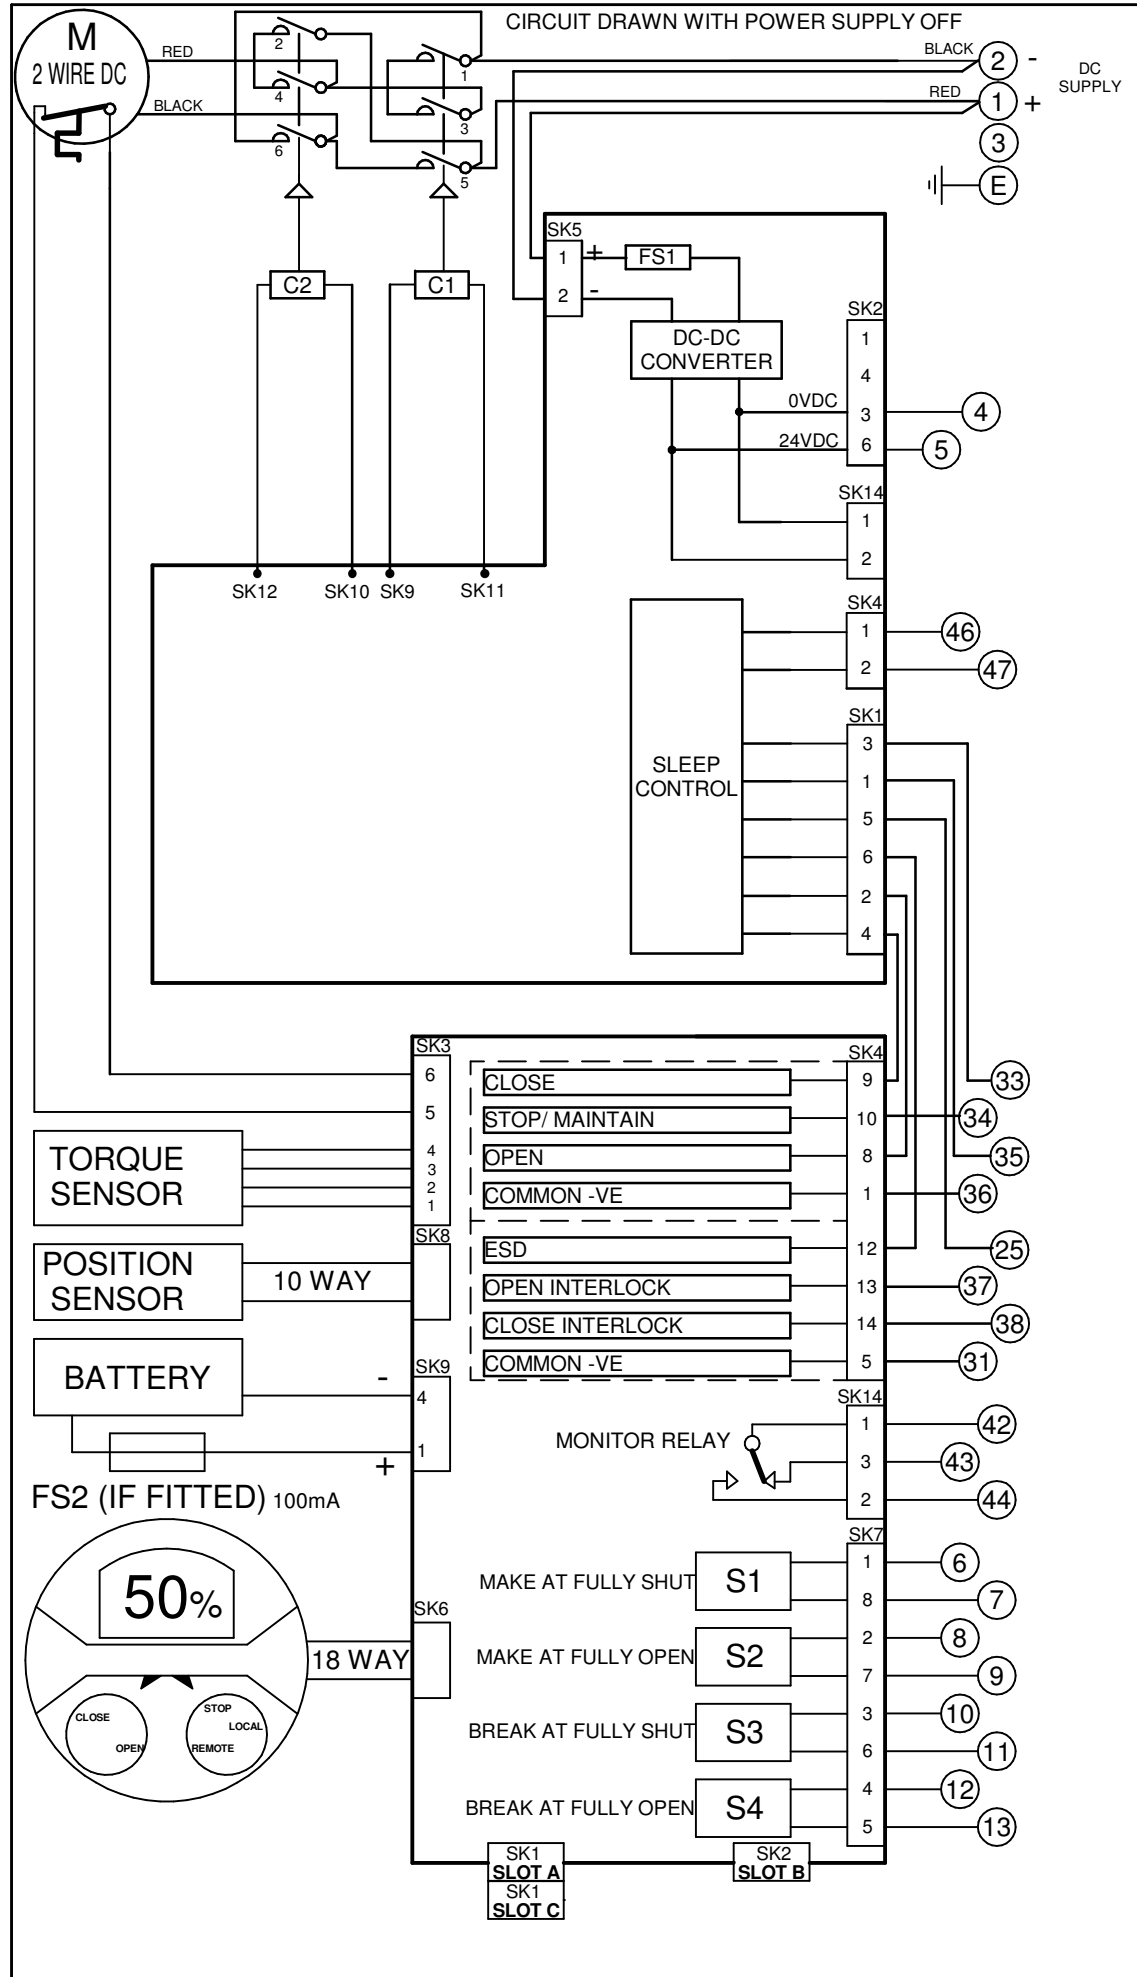 CIRCUIT DRAWN WITH POWER SUPPLY OFF
M
2 WIRE DC
RED
BLACK
2
4
6
1
3
5
BLACK
2 -
RED
1 +
DC
SUPPLY
3
E
C2
C1
SK12
SK10
SK9
SK11
SK5
1
+
FS1
2
-
DC-DC
CONVERTER
0VDC
24VDC
SK2
1
4
3
6
4
5
SK14
1
2
SLEEP
CONTROL
SK4
1
2
46
47
SK1
3
1
5
6
2
4
SK3
6
5
4
3
2
1
TORQUE
SENSOR
SK8
POSITION
SENSOR
10 WAY
BATTERY
-
+
SK9
4
1
FS2 (IF FITTED) 100mA
50%
CLOSE
OPEN
STOP
LOCAL
REMOTE
18 WAY
SK6
SK4
CLOSE
9
33
STOP/ MAINTAIN
10
34
OPEN
8
35
COMMON -VE
1
36
ESD
12
25
OPEN INTERLOCK
13
37
CLOSE INTERLOCK
14
38
COMMON -VE
5
31
SK14
MONITOR RELAY
1
42
3
43
2
44
SK7
MAKE AT FULLY SHUT
S1
1
6
8
7
MAKE AT FULLY OPEN
S2
2
8
7
9
BREAK AT FULLY SHUT
S3
3
10
6
11
BREAK AT FULLY OPEN
S4
4
12
5
13
SK1
SLOT A
SK1
SLOT C
SK2
SLOT B